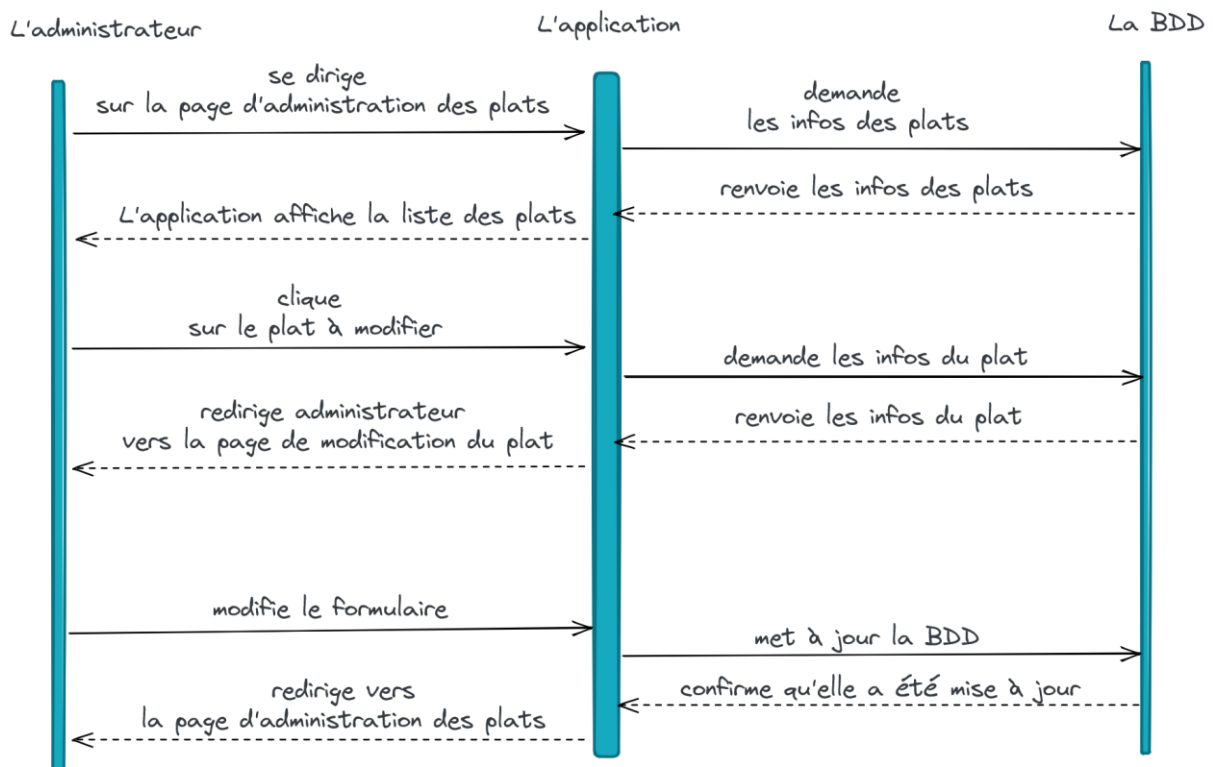 L'administrateur
L'application
La BDD
se dirige
sur la page d'administration des plats
demande
les infos des plats
renvoie les infos des plats
L'application affiche la liste des plats
clique
sur le plat à modifier
demande les infos du plat
redirige administrateur
vers la page de modification du plat
renvoie les infos du plat
modifie le formulaire
met à jour la BDD
confirme qu'elle a été mise à jour
redirige vers
la page d'administration des plats